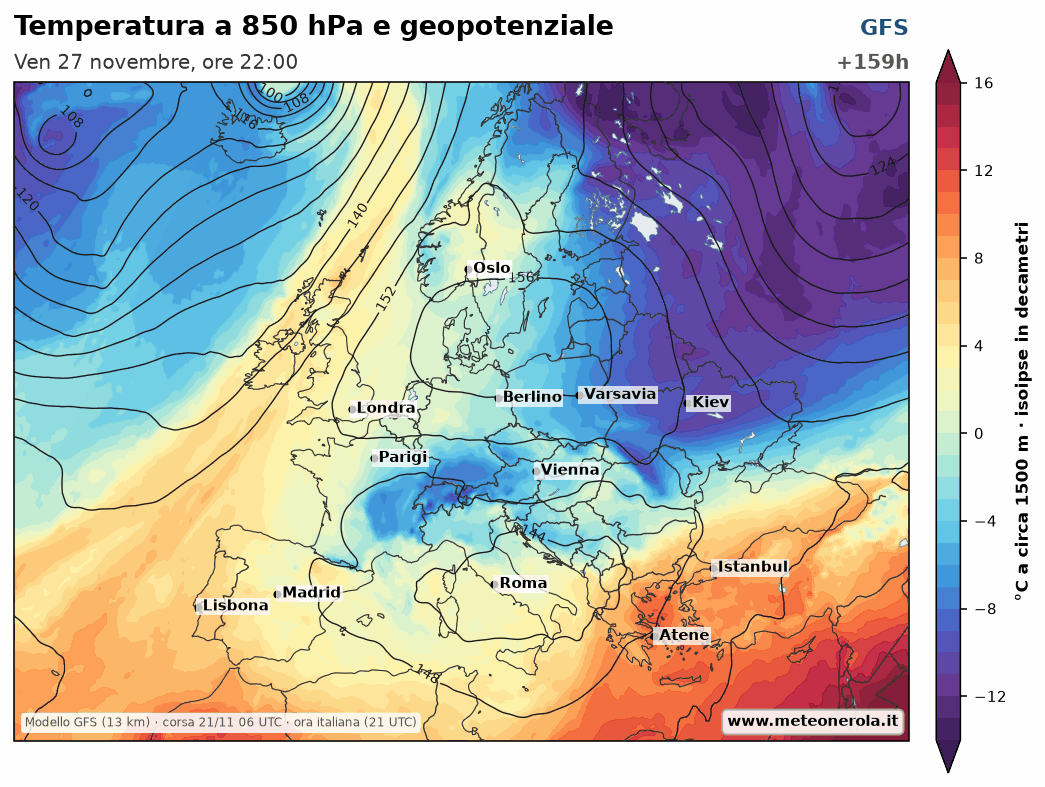 Temperatura a 850 hPa e geopotenziale
GFS
Ven 27 novembre, ore 22:00
+159h
100
108
108
116
124
120
140
152
156
144
148
Oslo
Berlino
Varsavia
Kiev
Londra
Parigi
Vienna
Istanbul
Roma
Madrid
Lisbona
Atene
16
12
8
4
0
−4
−8
−12
°C a circa 1500 m · isoipse in decametri
Modello GFS (13 km) · corsa 21/11 06 UTC · ora italiana (21 UTC)
www.meteonerola.it